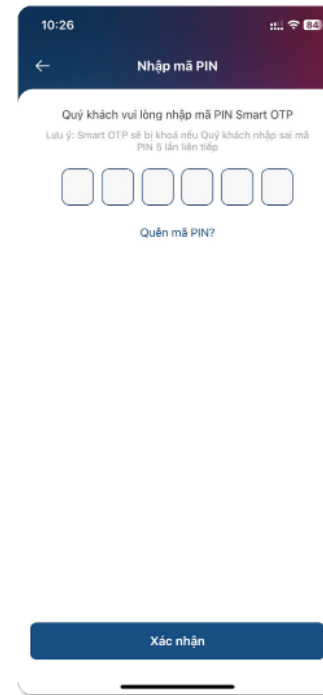 10:26
84
Nhập mã PIN
Quý khách vui lòng nhập mã PIN Smart OTP
Lưu ý: Smart OTP sẽ bị khoá nếu Quý khách nhập sai mã
PIN 5 lần liên tiếp
Quên mã PIN?
Xác nhận